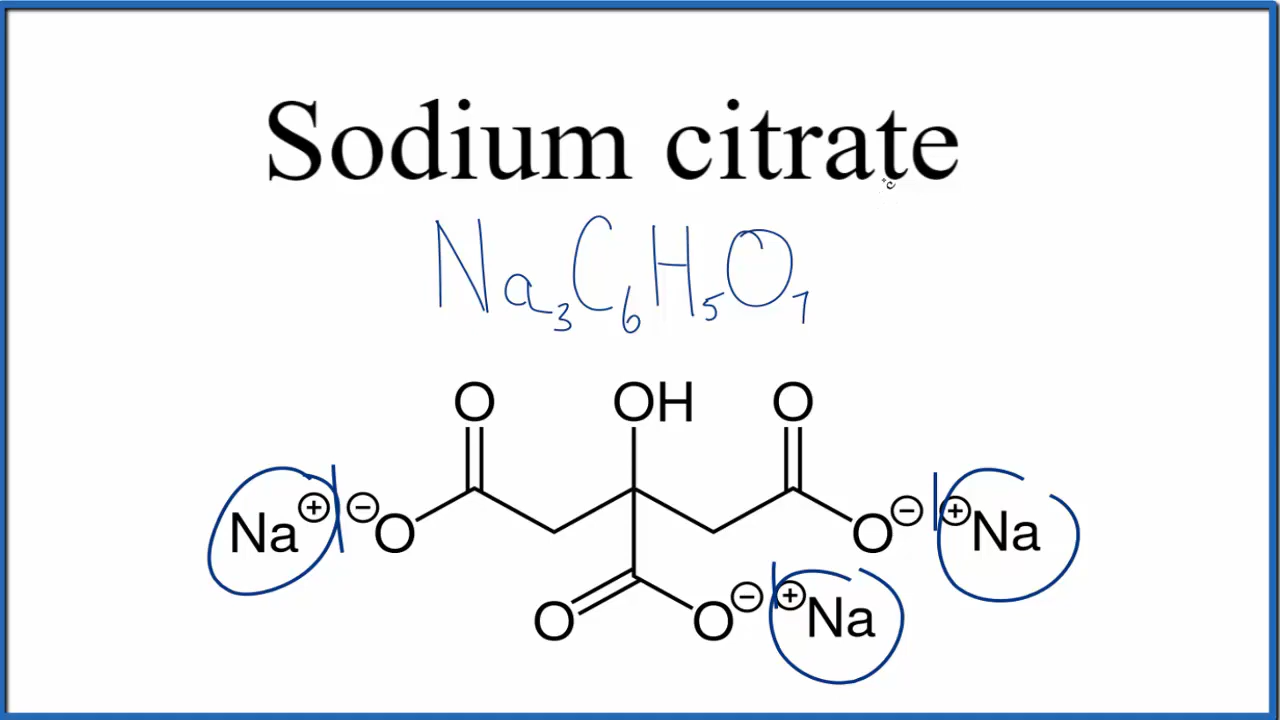 Sodium citrate
Na₃C₆H₅O₇
O OH O
Na⊕ ⊖O O⊖ ⊕Na
O O⊖ ⊕Na